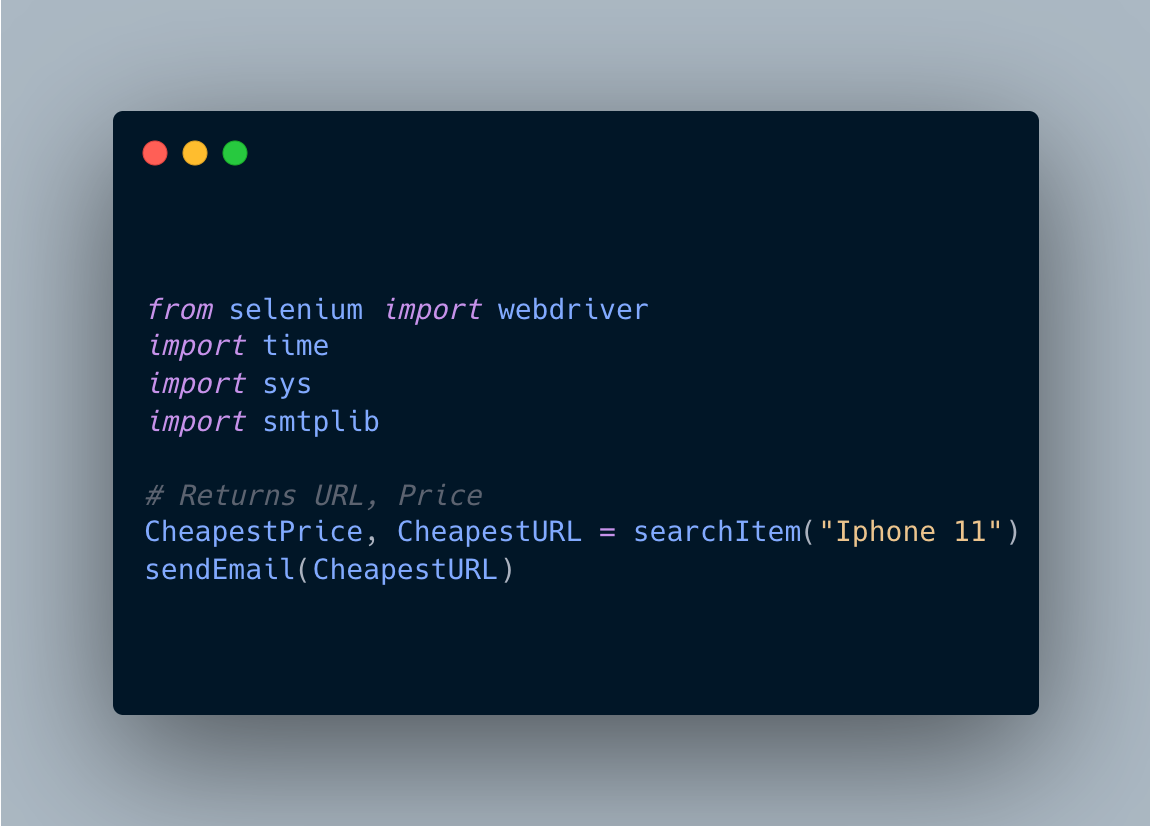 from selenium import webdriver
import time
import sys
import smtplib
# Returns URL, Price
CheapestPrice, CheapestURL = searchItem("Iphone 11")
sendEmail(CheapestURL)